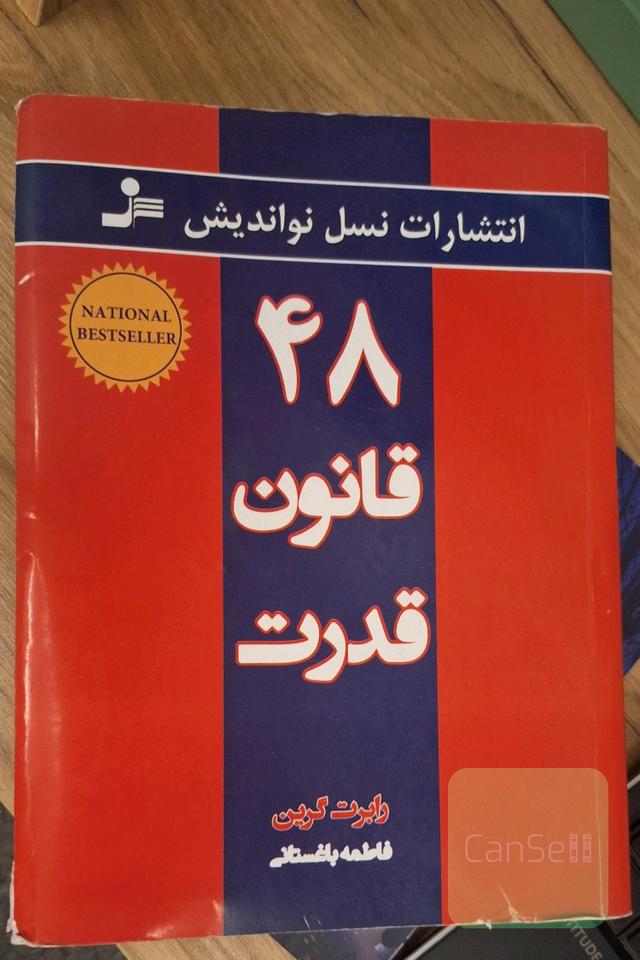 انتشارات نسل نواندیش
NATIONAL
BESTSELLER
۴۸
قانون
قدرت
رابرت گرین
فاطمه باغستانی
CanSell